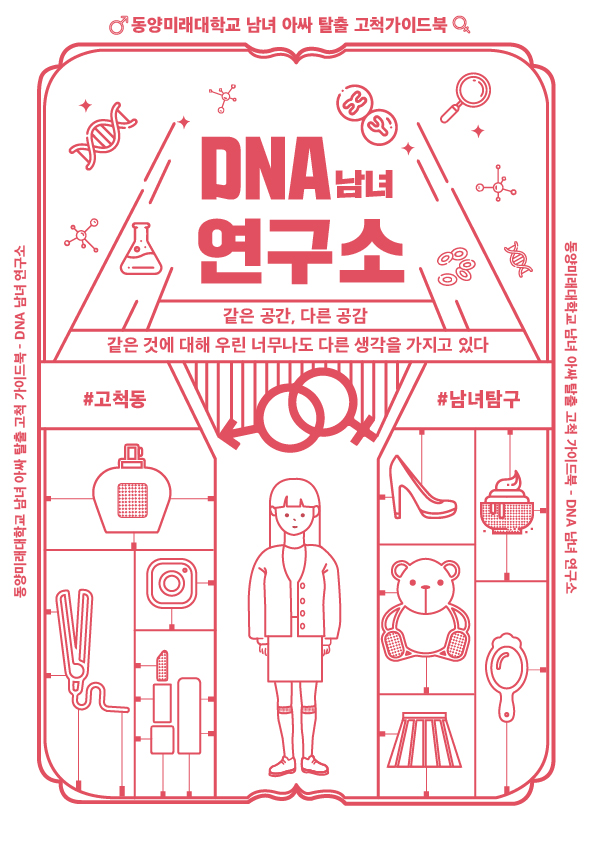 동양미래대학교 남녀 아싸 탈출 고척가이드북
DNA 남녀
연구소
같은 공간, 다른 공감
같은 것에 대해 우린 너무나도 다른 생각을 가지고 있다
#고척동
#남녀탐구
동양미래대학교 남녀 아싸 탈출 고척 가이드북 - DNA 남녀 연구소
동양미래대학교 남녀 아싸 탈출 고척 가이드북 - DNA 남녀 연구소